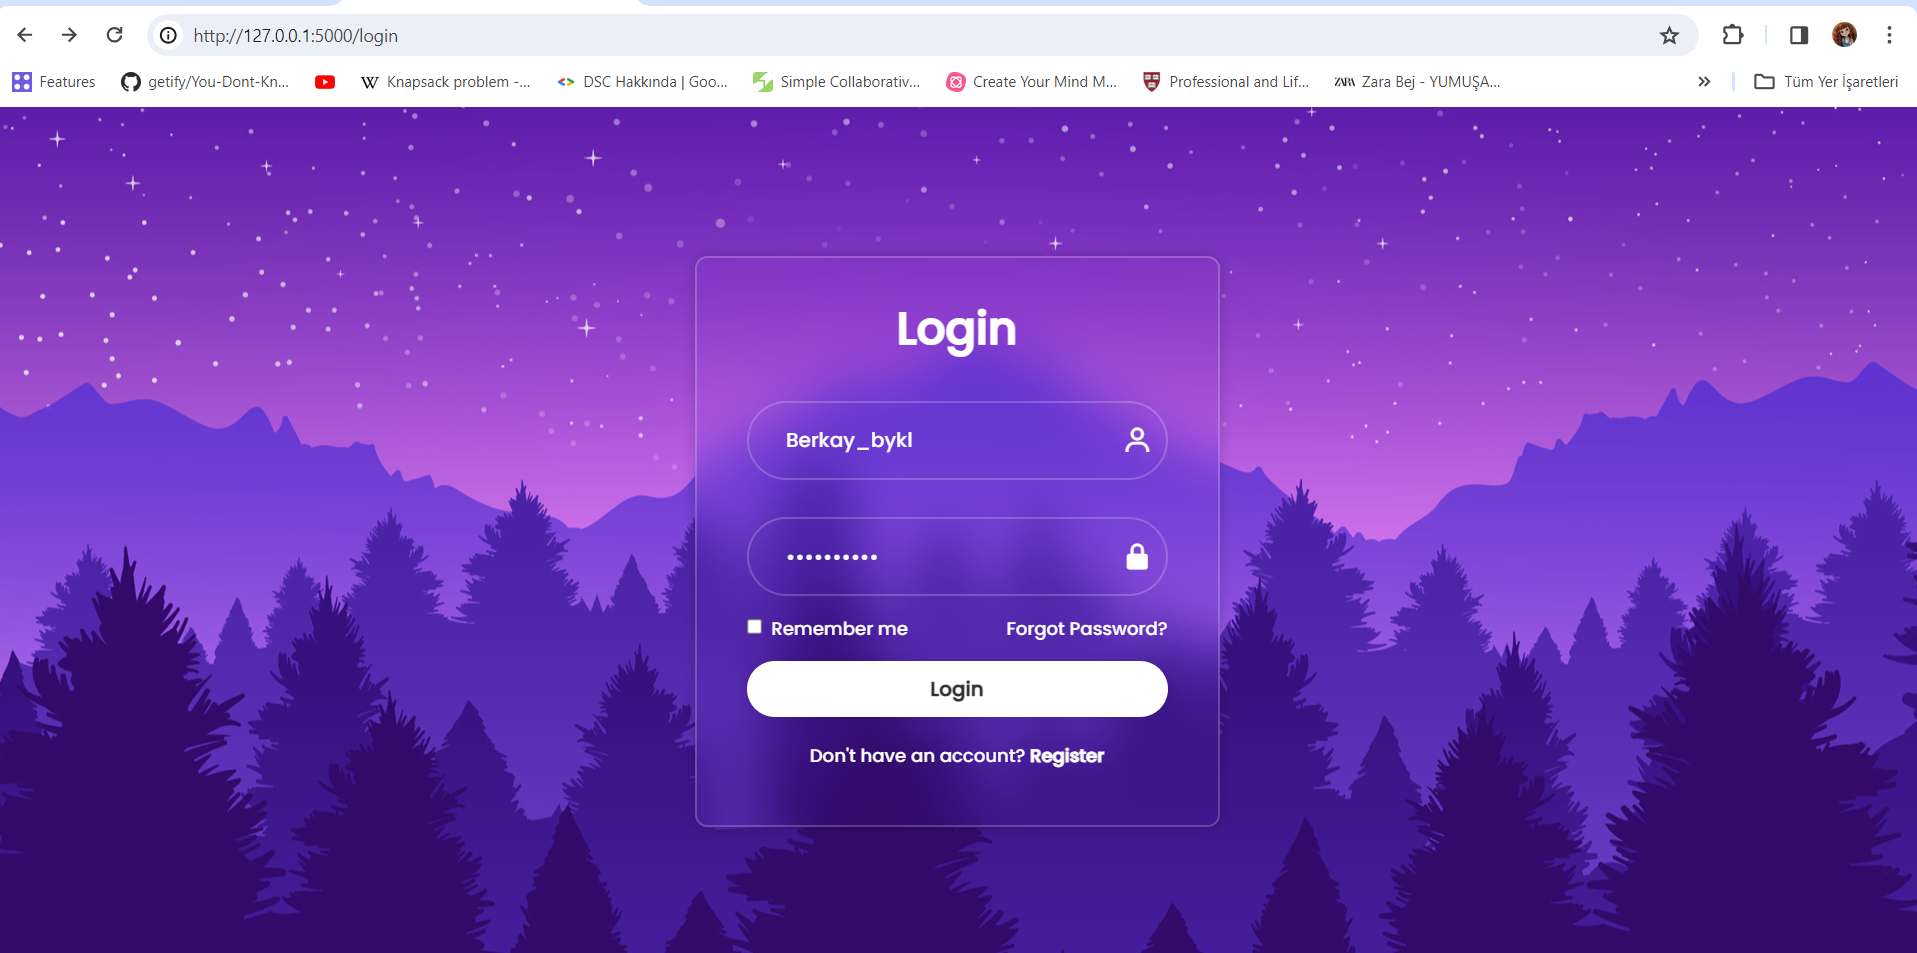 http://127.0.0.1:5000/login
Features getify/You-Dont-Kn... Knapsack problem -... DSC Hakkında | Goo... Simple Collaborativ... Create Your Mind M... Professional and Lif... ZARA Zara Bej - YUMUŞA... Tüm Yer İşaretleri
Login
Berkay_bykl
Remember me Forgot Password?
Login
Don't have an account? Register